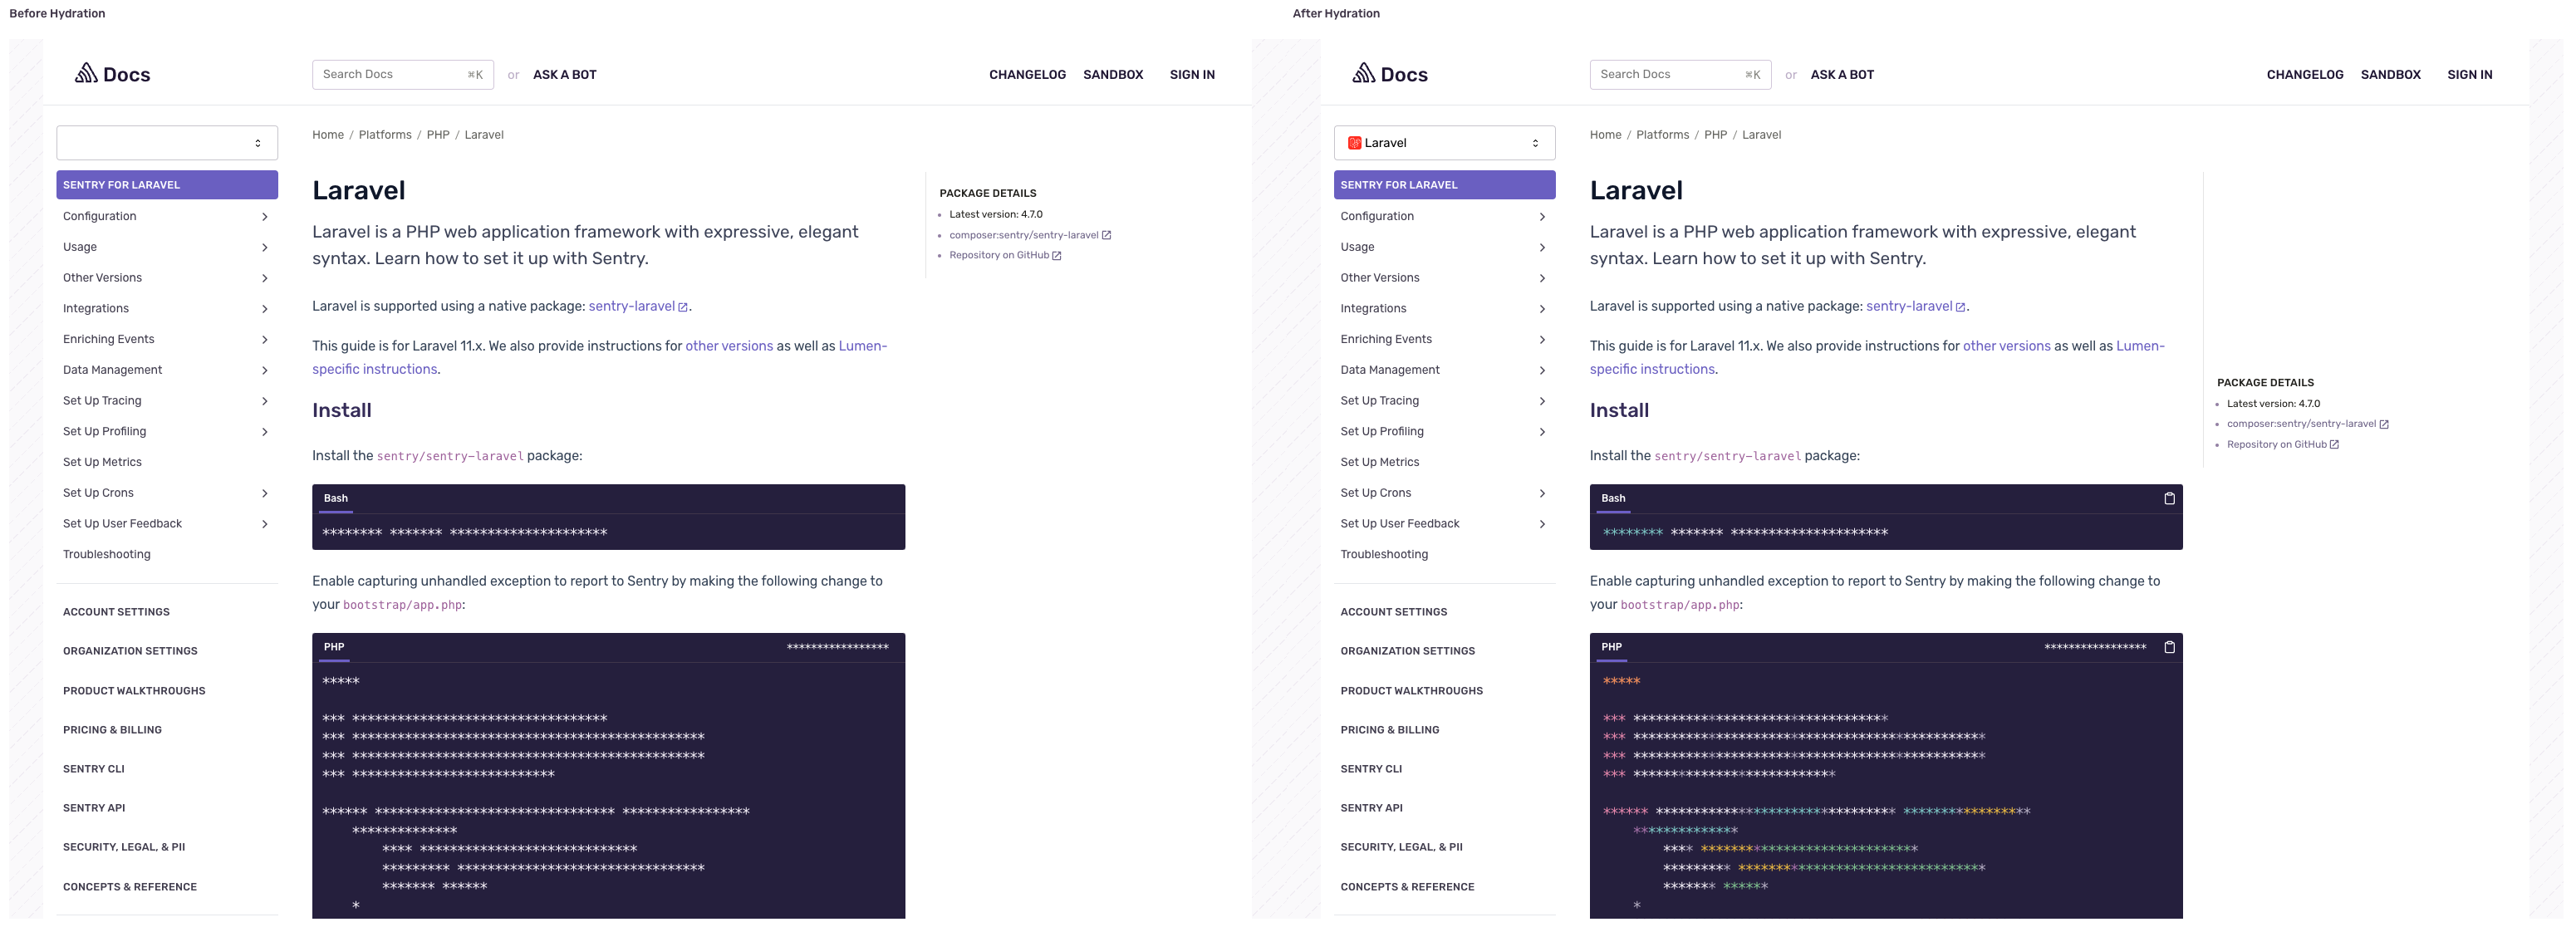 Before Hydration
Docs
Search Docs ⌘K or ASK A BOT
CHANGELOG SANDBOX SIGN IN
SENTRY FOR LARAVEL
Configuration
Usage
Other Versions
Integrations
Enriching Events
Data Management
Set Up Tracing
Set Up Profiling
Set Up Metrics
Set Up Crons
Set Up User Feedback
Troubleshooting
ACCOUNT SETTINGS
ORGANIZATION SETTINGS
PRODUCT WALKTHROUGHS
PRICING & BILLING
SENTRY CLI
SENTRY API
SECURITY, LEGAL, & PII
CONCEPTS & REFERENCE
Home / Platforms / PHP / Laravel
Laravel
Laravel is a PHP web application framework with expressive, elegant
syntax. Learn how to set it up with Sentry.
Laravel is supported using a native package: sentry-laravel.
This guide is for Laravel 11.x. We also provide instructions for other versions as well as Lumen-
specific instructions.
Install
Install the sentry/sentry-laravel package:
Bash
******** ******* *********************
Enable capturing unhandled exception to report to Sentry by making the following change to
your bootstrap/app.php:
PHP *****************
*****
*** **********************************
*** ***********************************************
*** ***********************************************
*** ***************************
****** ******************************** *****************
**************
**** *****************************
********* *********************************
******* ******
*
PACKAGE DETAILS
Latest version: 4.7.0
composer:sentry/sentry-laravel
Repository on GitHub
After Hydration
Docs
Search Docs ⌘K or ASK A BOT
CHANGELOG SANDBOX SIGN IN
Laravel
SENTRY FOR LARAVEL
Configuration
Usage
Other Versions
Integrations
Enriching Events
Data Management
Set Up Tracing
Set Up Profiling
Set Up Metrics
Set Up Crons
Set Up User Feedback
Troubleshooting
ACCOUNT SETTINGS
ORGANIZATION SETTINGS
PRODUCT WALKTHROUGHS
PRICING & BILLING
SENTRY CLI
SENTRY API
SECURITY, LEGAL, & PII
CONCEPTS & REFERENCE
Home / Platforms / PHP / Laravel
Laravel
Laravel is a PHP web application framework with expressive, elegant
syntax. Learn how to set it up with Sentry.
Laravel is supported using a native package: sentry-laravel.
This guide is for Laravel 11.x. We also provide instructions for other versions as well as Lumen-
specific instructions.
Install
Install the sentry/sentry-laravel package:
Bash
******** ******* *********************
Enable capturing unhandled exception to report to Sentry by making the following change to
your bootstrap/app.php:
PHP *****************
*****
*** **********************************
*** ***********************************************
*** ***********************************************
*** ***************************
****** ******************************** *****************
**************
**** *****************************
********* *********************************
******* ******
*
PACKAGE DETAILS
Latest version: 4.7.0
composer:sentry/sentry-laravel
Repository on GitHub